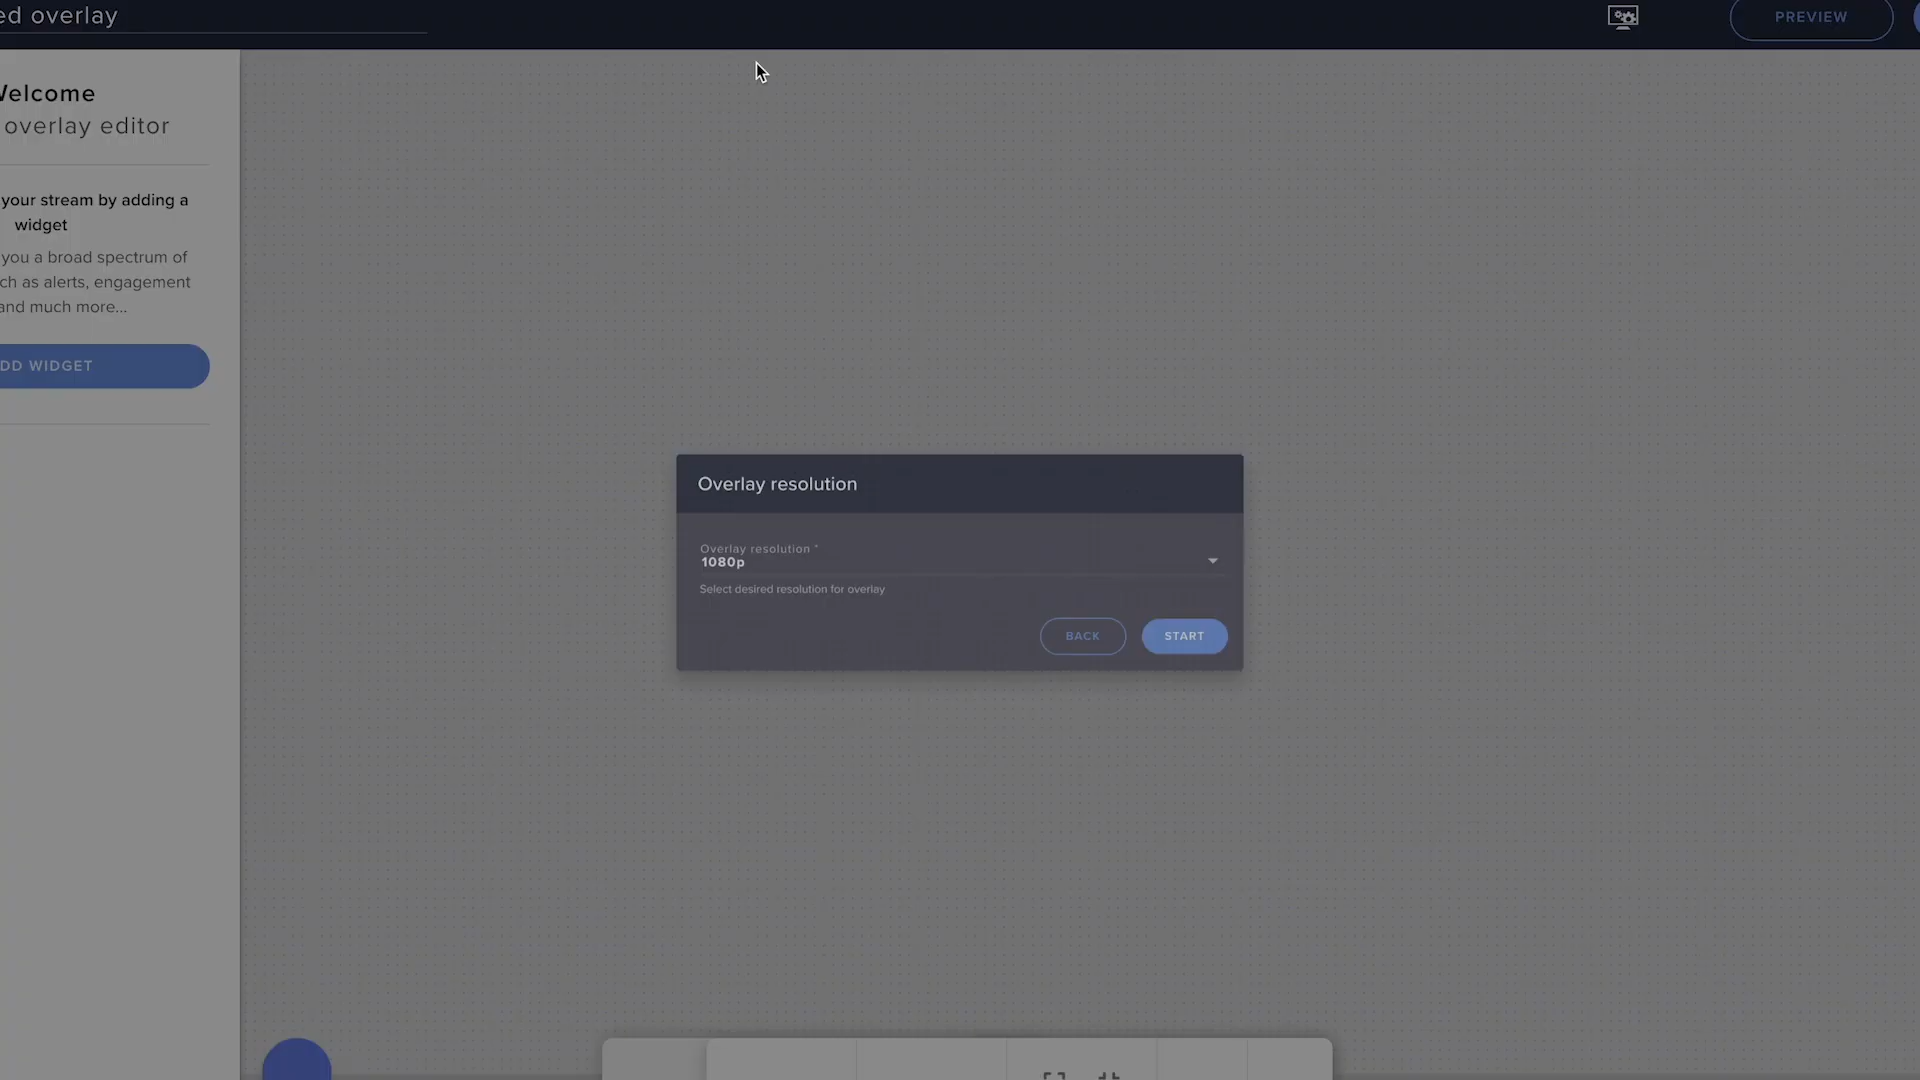 ed overlay
PREVIEW
Welcome
overlay editor
your stream by adding a
widget
you a broad spectrum of
ch as alerts, engagement
and much more...
DD WIDGET
Overlay resolution
Overlay resolution *
1080p
Select desired resolution for overlay
BACK
START